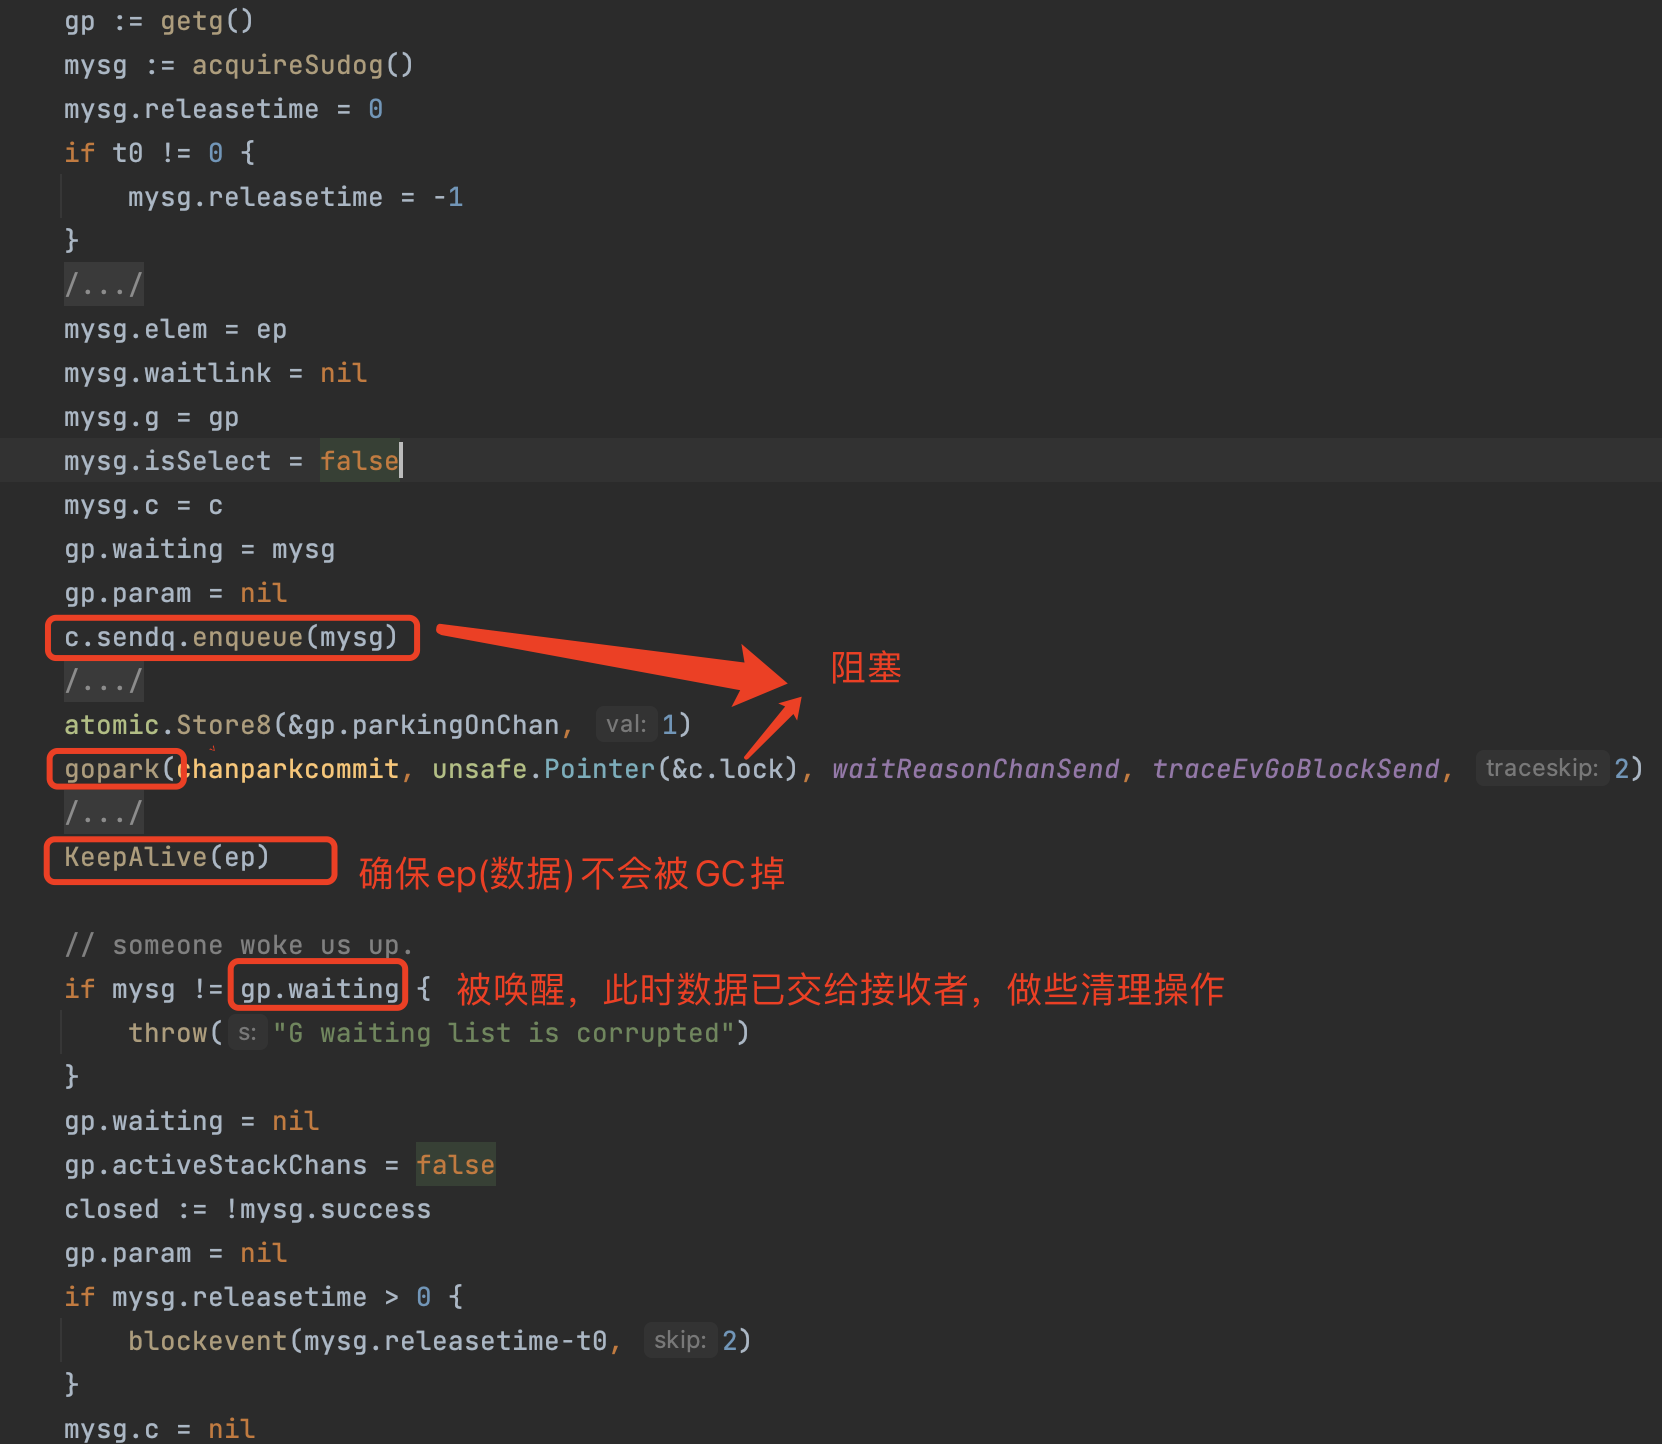 gp := getg()
mysg := acquireSudog()
mysg.releasetime = 0
if t0 != 0 {
mysg.releasetime = -1
}
/.../
mysg.elem = ep
mysg.waitlink = nil
mysg.g = gp
mysg.isSelect = false
mysg.c = c
gp.waiting = mysg
gp.param = nil
c.sendq.enqueue(mysg)
阻塞
/.../
atomic.Store8(&gp.parkingOnChan, val: 1)
gopark(chanparkcommit, unsafe.Pointer(&c.lock), waitReasonChanSend, traceEvGoBlockSend, traceskip: 2)
/.../
KeepAlive(ep) 确保ep(数据)不会被GC掉
// someone woke us up.
if mysg != gp.waiting { 被唤醒，此时数据已交给接收者，做些清理操作
throw( s: "G waiting list is corrupted")
}
gp.waiting = nil
gp.activeStackChans = false
closed := !mysg.success
gp.param = nil
if mysg.releasetime > 0 {
blockevent(mysg.releasetime-t0, skip: 2)
}
mysg.c = nil